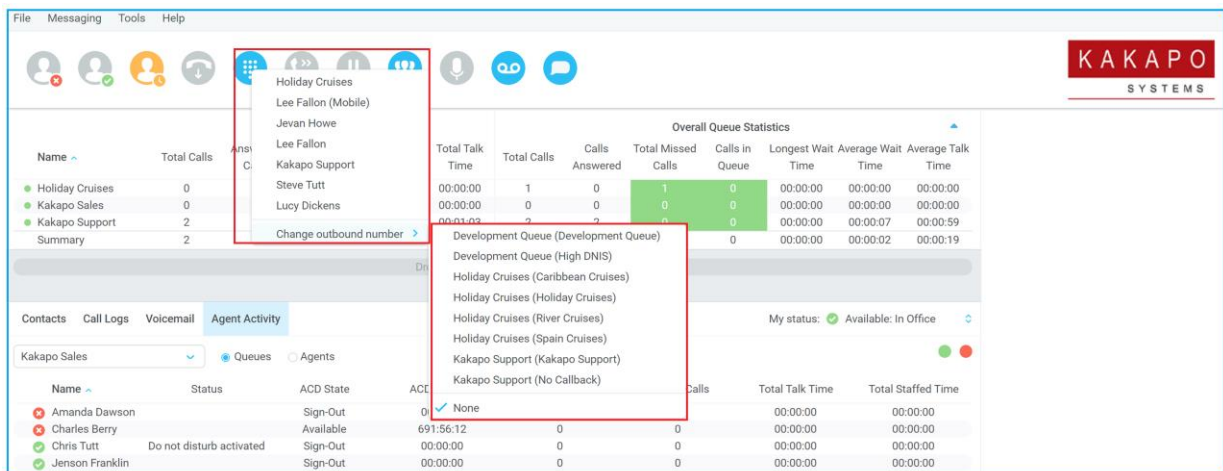 File Messaging Tools Help
KAKAPO
SYSTEMS
Holiday Cruises
Lee Fallon (Mobile)
Jevan Howe
Lee Fallon
Kakapo Support
Steve Tutt
Lucy Dickens
Change outbound number
Development Queue (Development Queue)
Development Queue (High DNIS)
Holiday Cruises (Caribbean Cruises)
Holiday Cruises (Holiday Cruises)
Holiday Cruises (River Cruises)
Holiday Cruises (Spain Cruises)
Kakapo Support (Kakapo Support)
Kakapo Support (No Callback)
None
Overall Queue Statistics
Name Total Calls Total Talk Time Total Calls Calls Answered Total Missed Calls Calls in Queue Longest Wait Time Average Wait Time Average Talk Time
Holiday Cruises 0 00:00:00 1 0 1 0 00:00:00 00:00:00 00:00:00
Kakapo Sales 0 00:00:00 0 0 0 0 00:00:00 00:00:00 00:00:00
Kakapo Support 2 00:01:03 2 2 0 0 00:00:00 00:00:07 00:00:59
Summary 2 0 00:00:00 00:00:02 00:00:19
Contacts Call Logs Voicemail Agent Activity My status: Available: In Office
Kakapo Sales Queues Agents
Name Status ACD State Calls Total Talk Time Total Staffed Time
Amanda Dawson Sign-Out 00:00:00 00:00:00
Charles Berry Available 691:56:12 0 0 00:00:00 00:00:00
Chris Tutt Do not disturb activated Sign-Out 00:00:00 0 0 00:00:00 00:00:00
Jenson Franklin Sign-Out 00:00:00 0 0 00:00:00 00:00:00